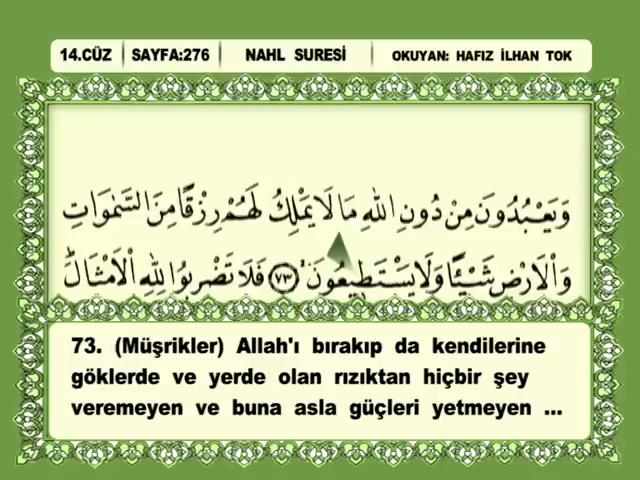 14.CÜZ SAYFA:276 NAHL SURESİ OKUYAN: HAFIZ İLHAN TOK
وَيَعْبُدُونَ مِنْ دُونِ اللّٰهِ مَا لَا يَمْلِكُ لَهُمْ رِزْقًا مِنَ السَّمٰوَاتِ
وَالْاَرْضِ شَيْـًٔا وَلَا يَسْتَط۪يعُونَۚ ﴿٧٣﴾ فَلَا تَضْرِبُوا لِلّٰهِ الْاَمْثَالَۜ
73. (Müşrikler) Allah'ı bırakıp da kendilerine
göklerde ve yerde olan rızıktan hiçbir şey
veremeyen ve buna asla güçleri yetmeyen ...